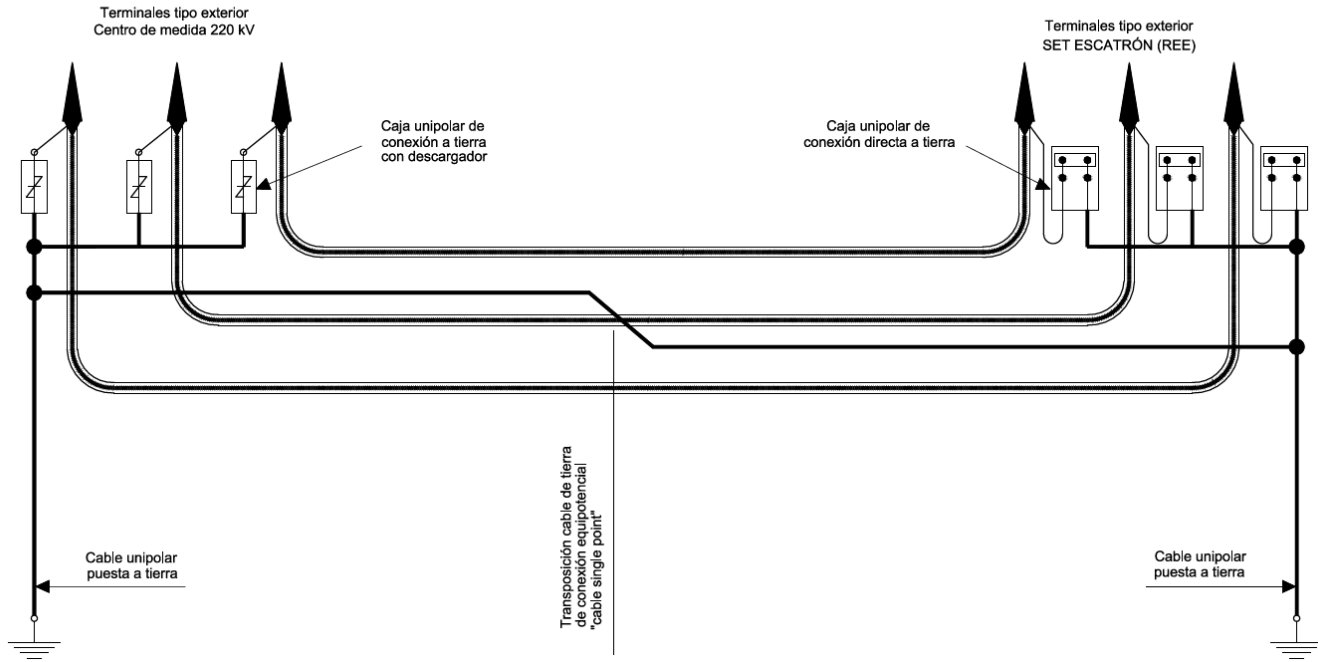 Terminales tipo exterior
Centro de medida 220 kV
Terminales tipo exterior
SET ESCATRÓN (REE)
Caja unipolar de
conexión a tierra
con descargador
Caja unipolar de
conexión directa a tierra
Transposición cable de tierra
de conexión equipotencial
"cable single point"
Cable unipolar
puesta a tierra
Cable unipolar
puesta a tierra